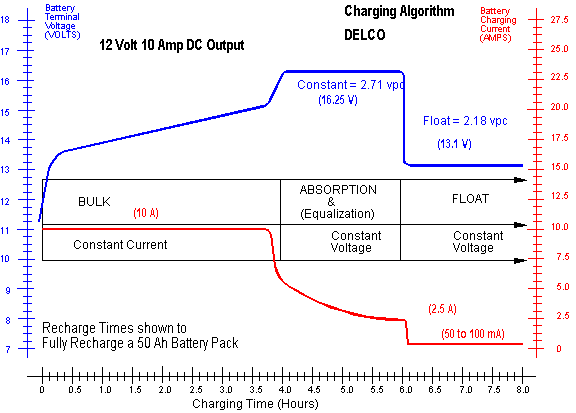 Battery
Terminal
Voltage
(VOLTS)
Charging Algorithm
DELCO
12 Volt 10 Amp DC Output
Battery
Charging
Current
(AMPS)
18
17
16
15
14
13
12
11
10
9
8
7
27.5
25.0
22.5
20.0
17.5
15.0
12.5
10.0
7.5
5.0
2.5
0
Constant = 2.71 vpc
(16.25 V)
Float = 2.18 vpc
(13.1 V)
BULK
(10 A)
ABSORPTION
&
(Equalization)
FLOAT
Constant Current
Constant
Voltage
Constant
Voltage
(2.5 A)
(50 to 100 mA)
Recharge Times shown to
Fully Recharge a 50 Ah Battery Pack
0 0.5 1.0 1.5 2.0 2.5 3.0 3.5 4.0 4.5 5.0 5.5 6.0 6.5 7.0 7.5 8.0
Charging Time (Hours)